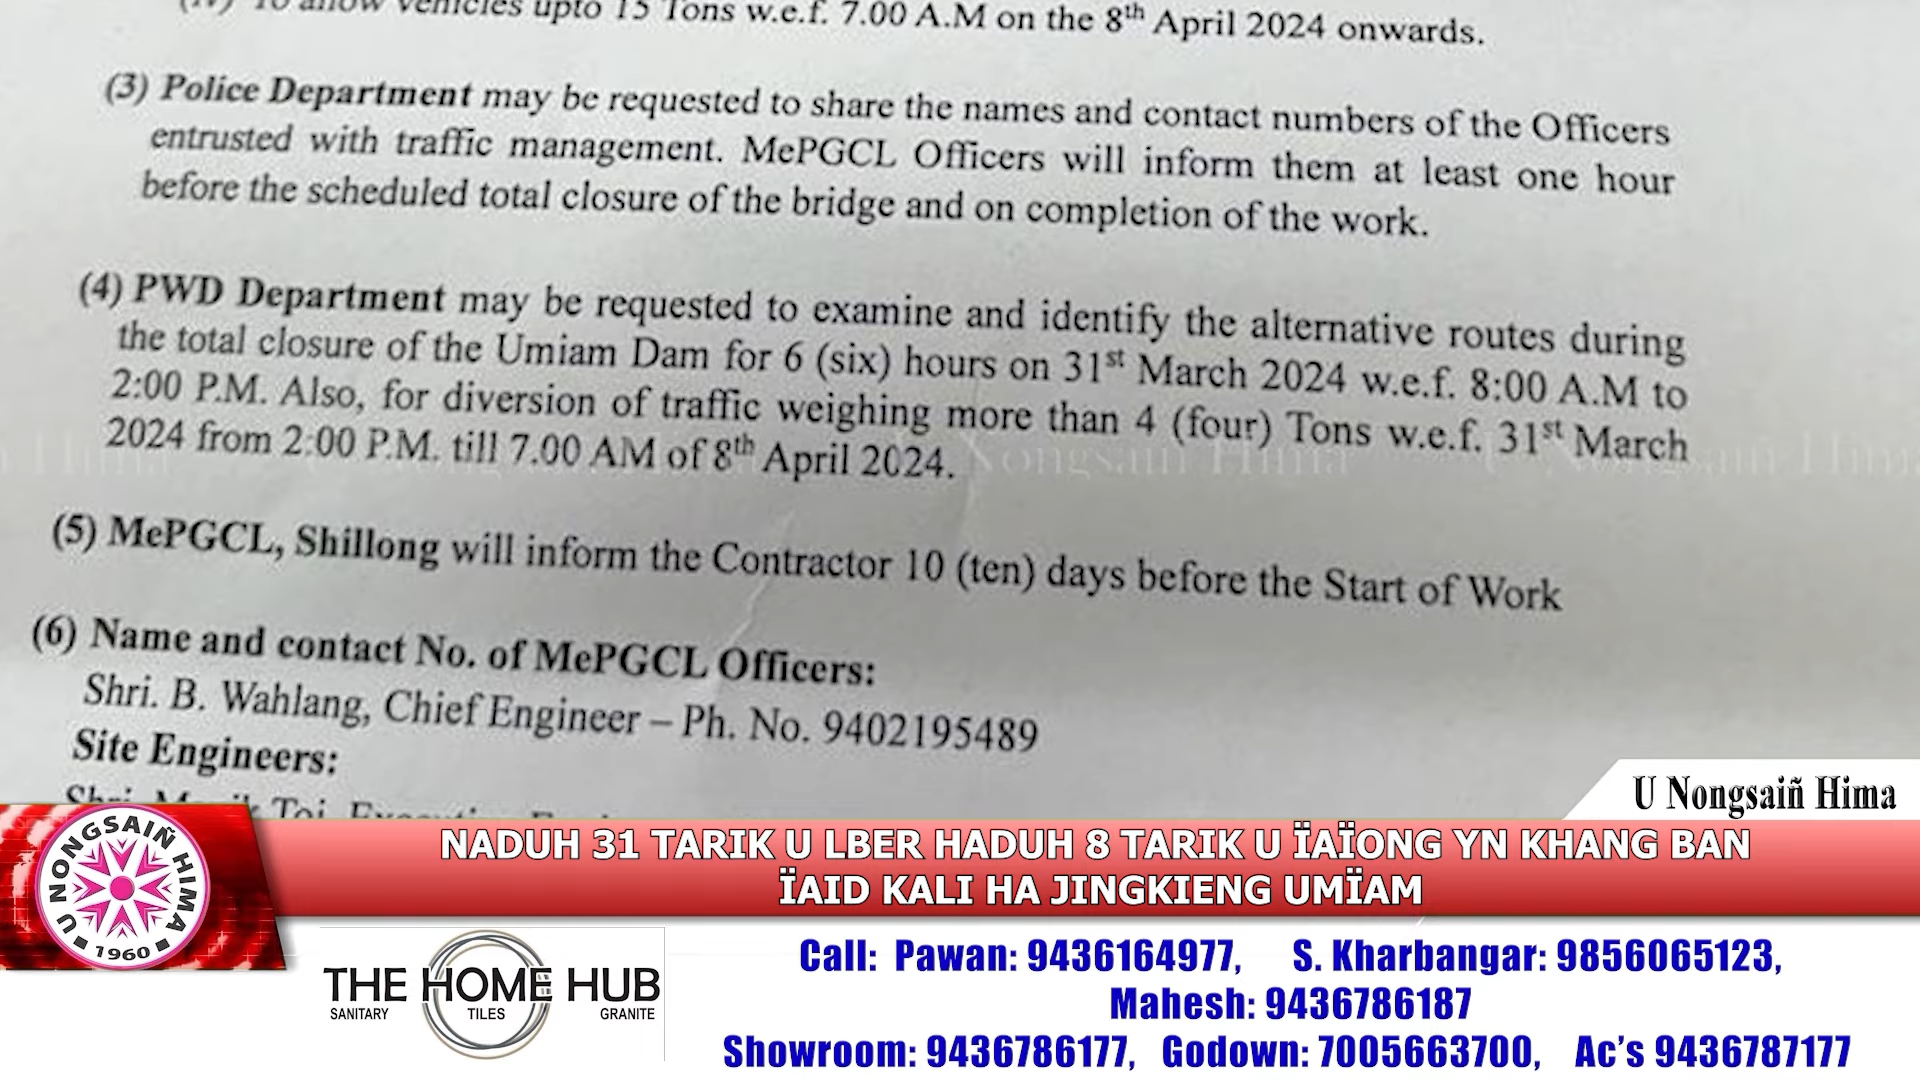 (iv) To allow vehicles upto 15 Tons w.e.f. 7.00 A.M on the 8th April 2024 onwards.
(3) Police Department may be requested to share the names and contact numbers of the Officers
entrusted with traffic management. MePGCL Officers will inform them at least one hour
before the scheduled total closure of the bridge and on completion of the work.
(4) PWD Department may be requested to examine and identify the alternative routes during
the total closure of the Umiam Dam for 6 (six) hours on 31st March 2024 w.e.f. 8:00 A.M to
2:00 P.M. Also, for diversion of traffic weighing more than 4 (four) Tons w.e.f. 31st March
2024 from 2:00 P.M. till 7.00 AM of 8th April 2024.
Nongsaiñ Hima
(5) MePGCL, Shillong will inform the Contractor 10 (ten) days before the Start of Work
(6) Name and contact No. of MePGCL Officers:
Shri. B. Wahlang, Chief Engineer – Ph. No. 9402195489
Site Engineers:
Shri.
U Nongsaiñ Hima
NADUH 31 TARIK U LBER HADUH 8 TARIK U ÏAÏONG YN KHANG BAN
ÏAID KALI HA JINGKIENG UMÏAM
U NONGSAIÑ HIMA
1960
THE HOME HUB
SANITARY TILES GRANITE
Call: Pawan: 9436164977, S. Kharbangar: 9856065123,
Mahesh: 9436786187
Showroom: 9436786177, Godown: 7005663700, Ac's 9436787177